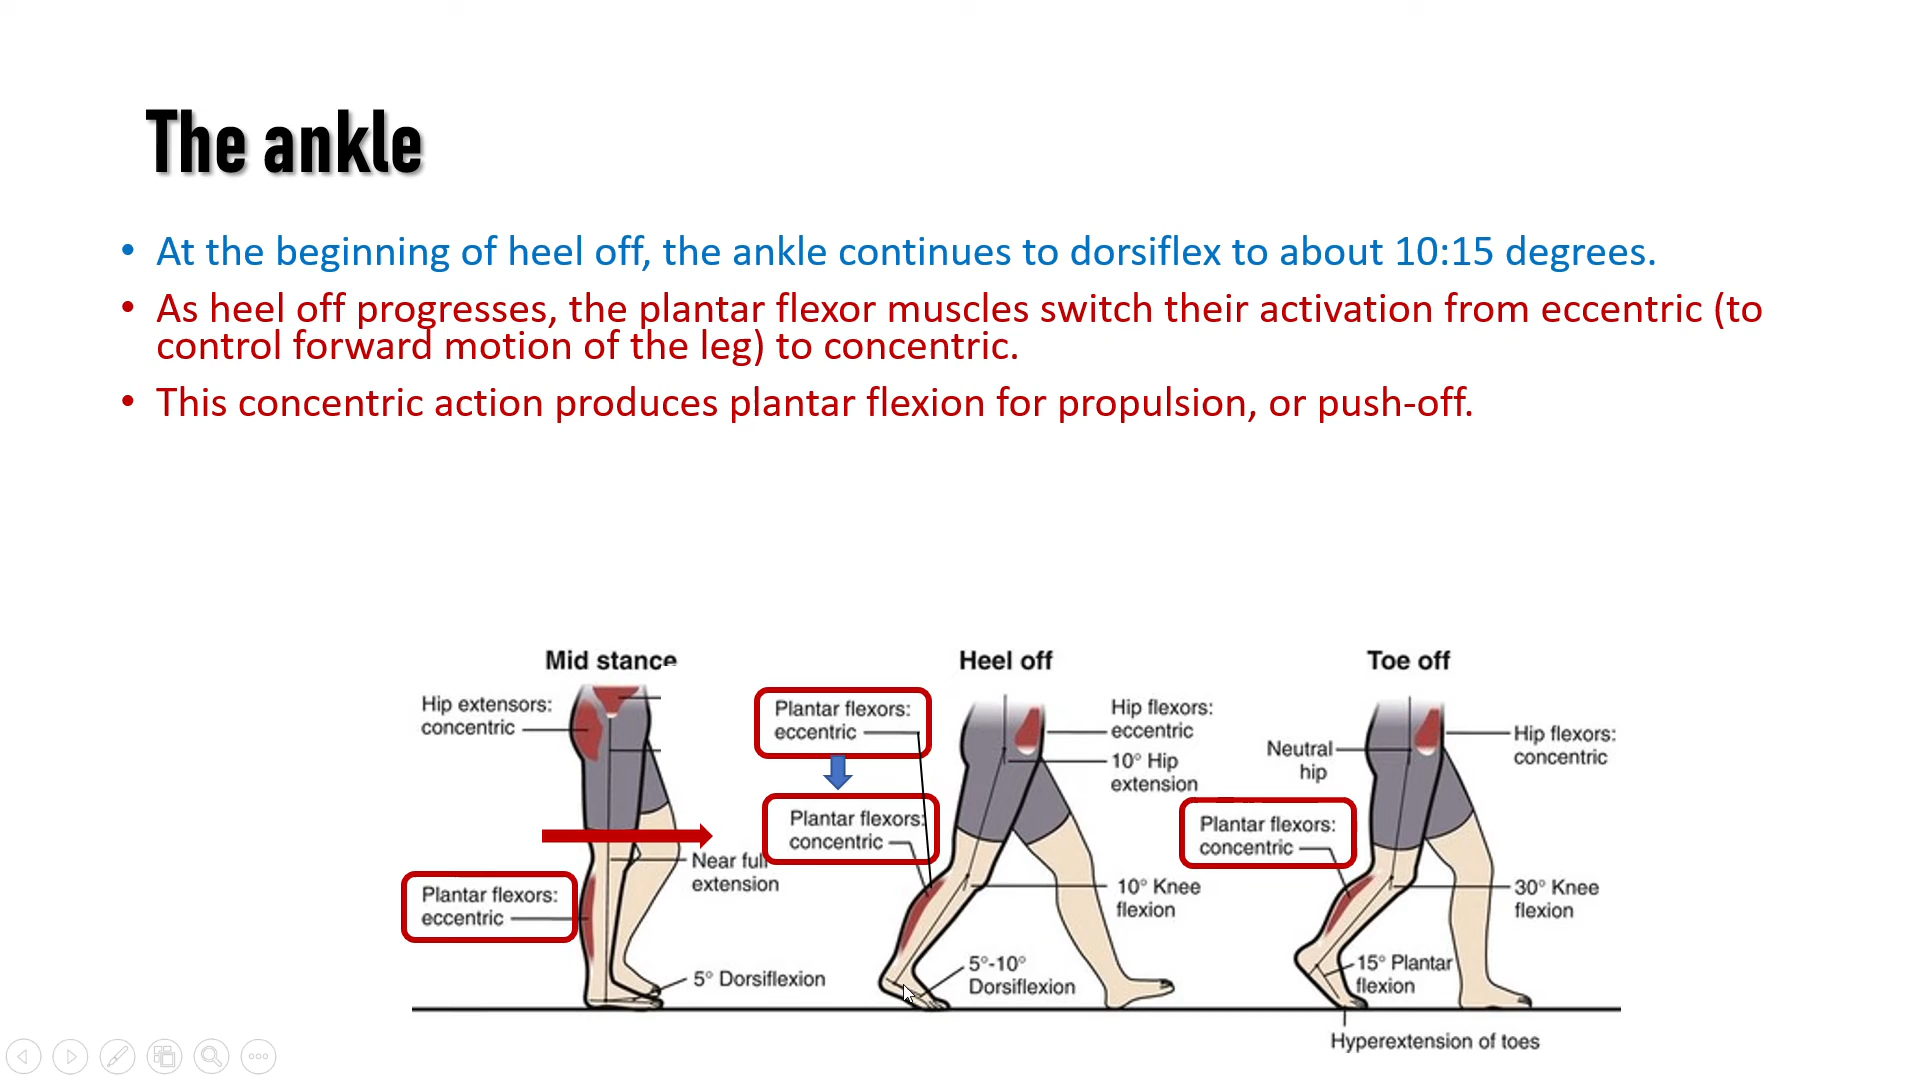 The ankle
• At the beginning of heel off, the ankle continues to dorsiflex to about 10:15 degrees.
• As heel off progresses, the plantar flexor muscles switch their activation from eccentric (to
control forward motion of the leg) to concentric.
• This concentric action produces plantar flexion for propulsion, or push-off.
Mid stance
Hip extensors:
concentric
Near full
extension
Plantar flexors:
eccentric
5° Dorsiflexion
Heel off
Plantar flexors:
eccentric
Plantar flexors:
concentric
Hip flexors:
eccentric
10° Hip
extension
10° Knee
flexion
5°-10°
Dorsiflexion
Toe off
Neutral
hip
Hip flexors:
concentric
Plantar flexors:
concentric
30° Knee
flexion
15° Plantar
flexion
Hyperextension of toes